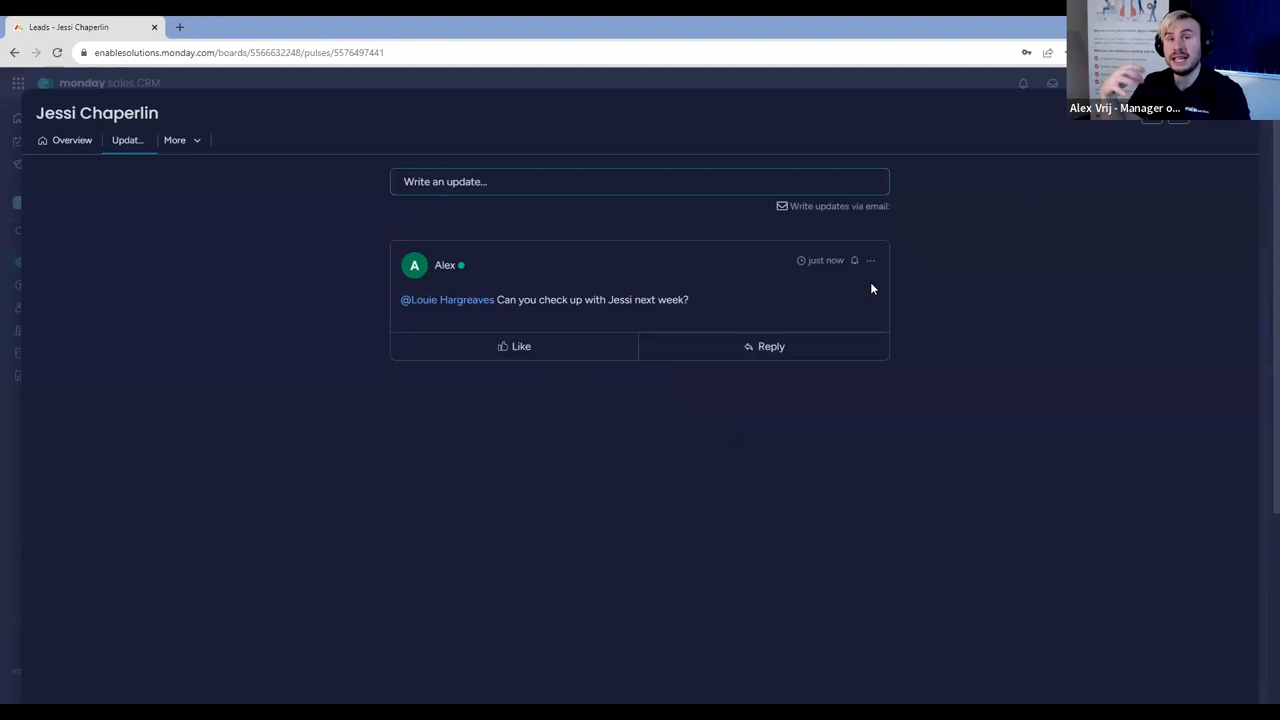 Leads - Jessi Chaperlin
enablesolutions.monday.com/boards/5566632248/pulses/5576497441
monday sales CRM
Jessi Chaperlin
Overview
Updat...
More
Write an update...
Write updates via email:
A
Alex
just now
@Louie Hargreaves Can you check up with Jessi next week?
Like
Reply
Alex Vrij - Manager o...